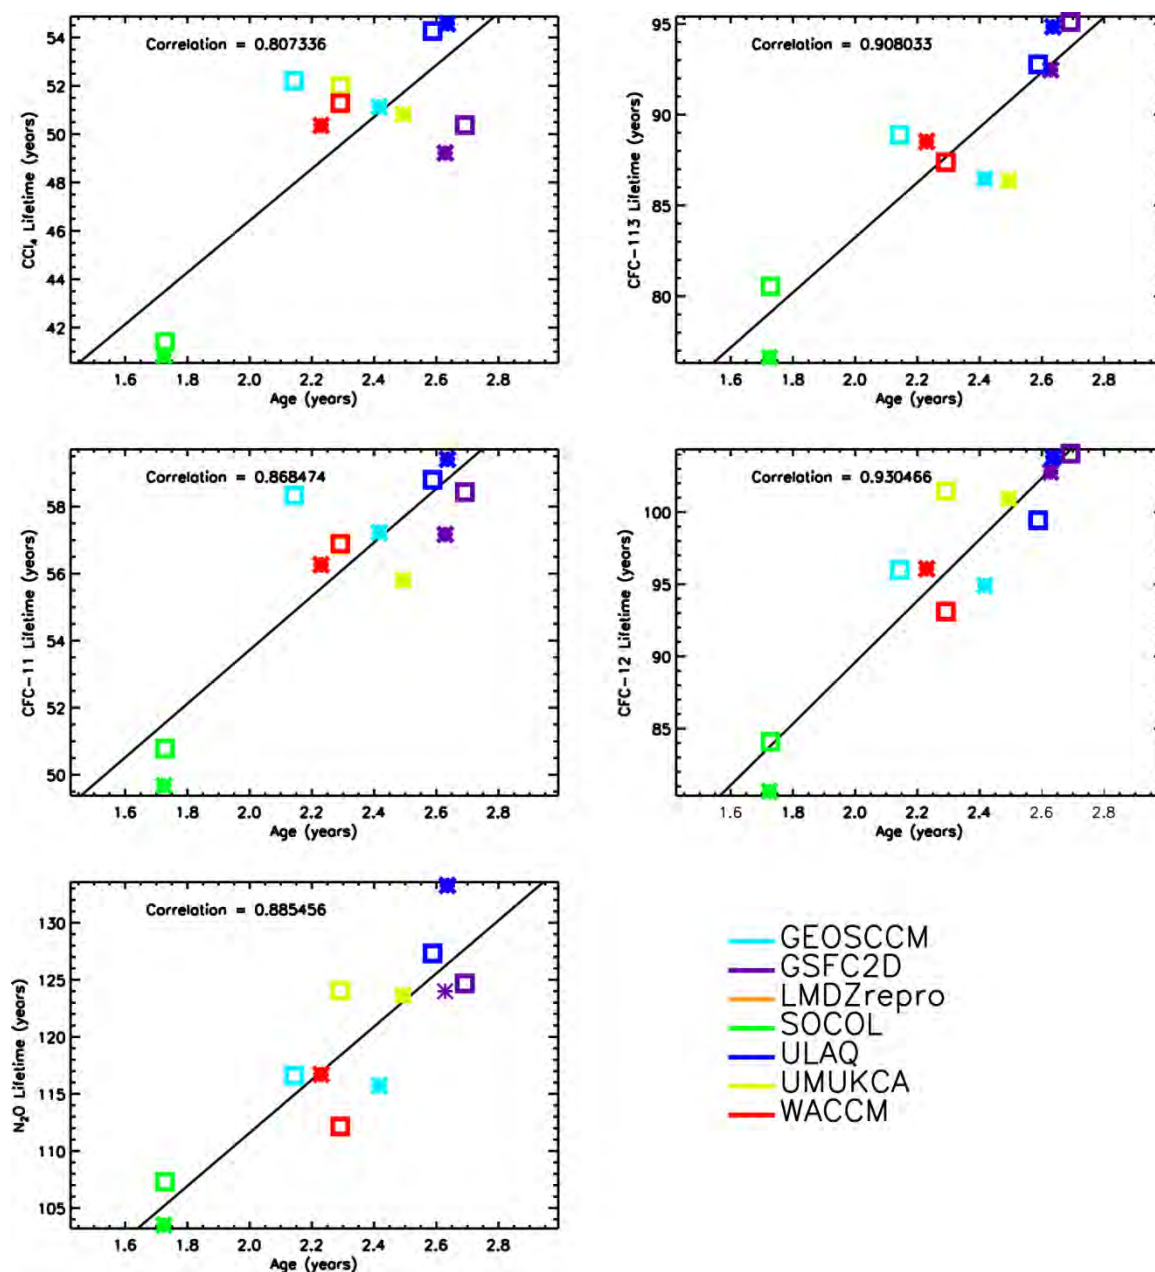 Correlation = 0.807336
54
52
50
48
46
44
42
CCl4 Lifetime (years)
1.6 1.8 2.0 2.2 2.4 2.6 2.8
Age (years)
Correlation = 0.908033
95
90
85
80
CFC-113 Lifetime (years)
1.6 1.8 2.0 2.2 2.4 2.6 2.8
Age (years)
Correlation = 0.868474
58
56
54
52
50
CFC-11 Lifetime (years)
1.6 1.8 2.0 2.2 2.4 2.6 2.8
Age (years)
Correlation = 0.930466
100
95
90
85
CFC-12 Lifetime (years)
1.6 1.8 2.0 2.2 2.4 2.6 2.8
Age (years)
Correlation = 0.885456
130
125
120
115
110
105
N2O Lifetime (years)
1.6 1.8 2.0 2.2 2.4 2.6 2.8
Age (years)
GEOSCCM
GSFC2D
LMDZrepro
SOCOL
ULAQ
UMUKCA
WACCM